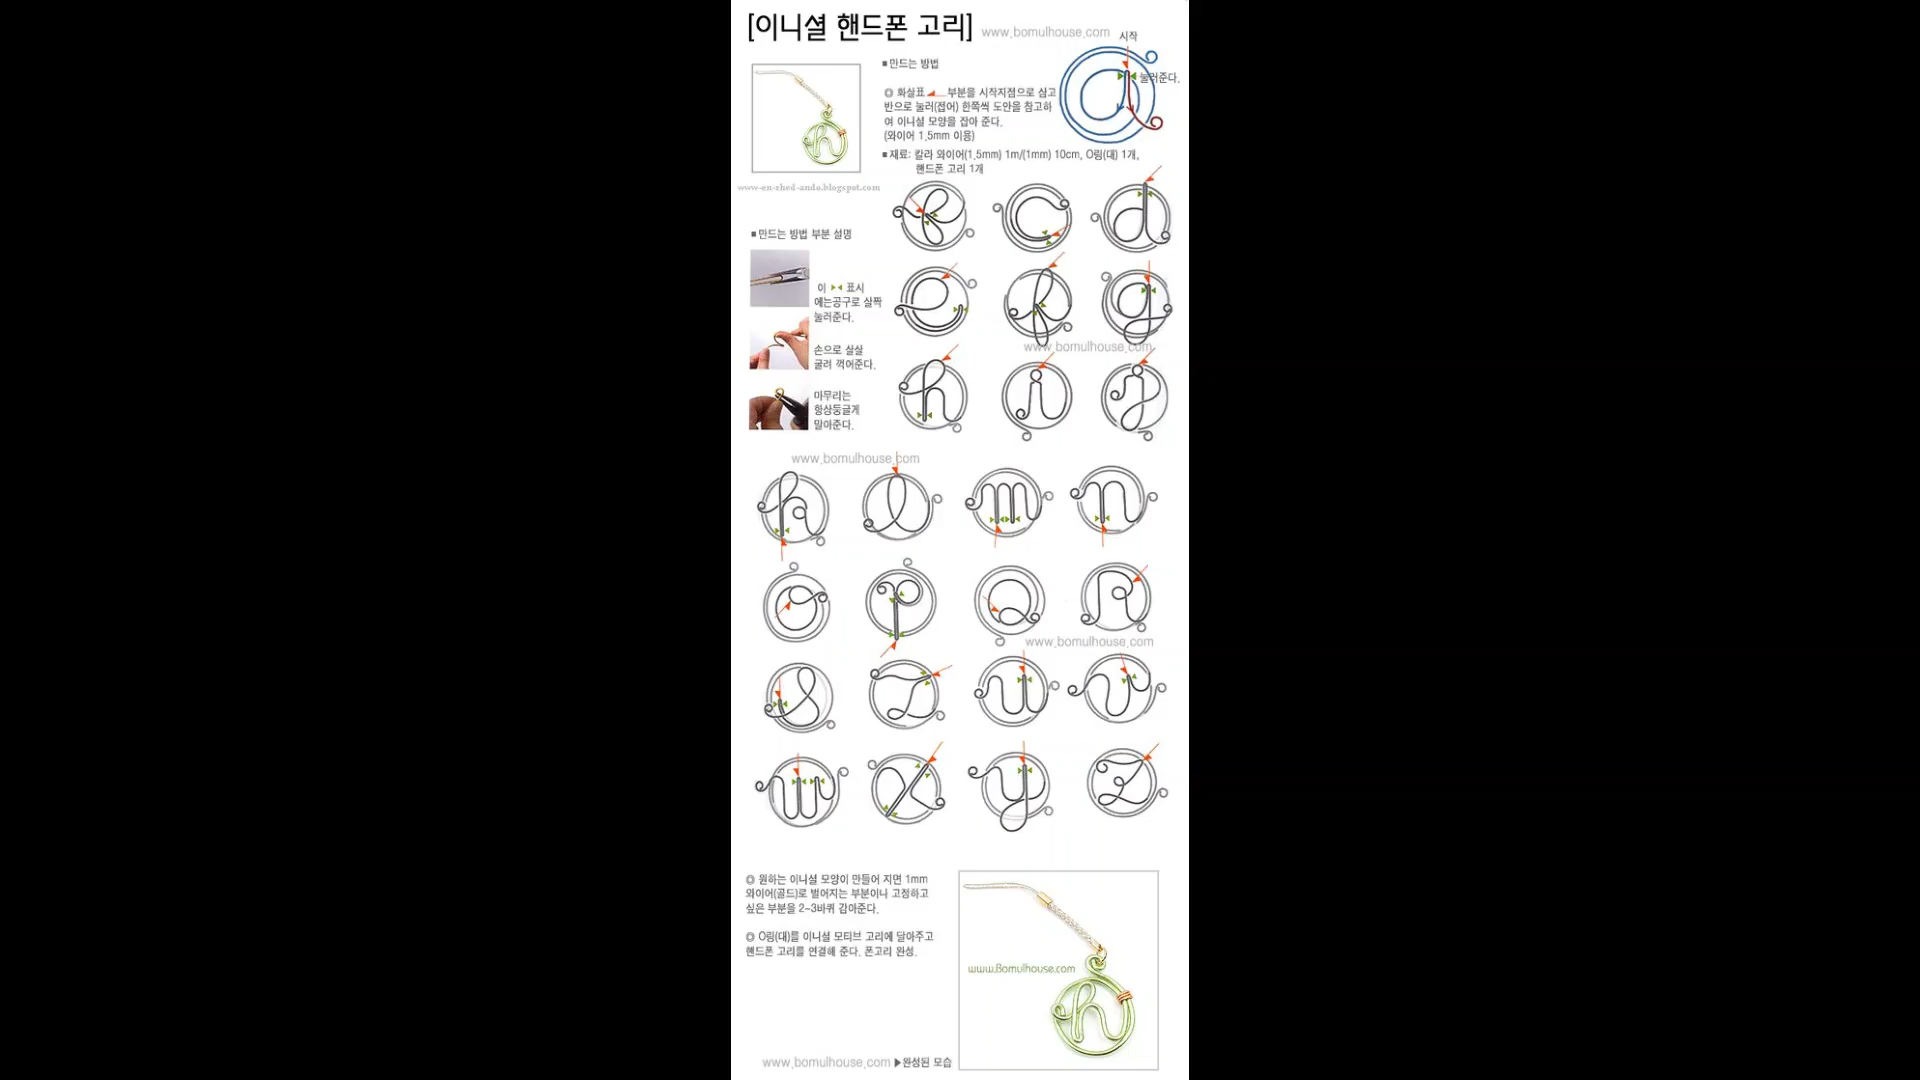 [이니셜 핸드폰 고리] www.bomulhouse.com
시작
눌러준다.
■ 만드는 방법
◎ 화살표 부분을 시작지점으로 삼고
반으로 눌러(접어) 한쪽씩 도안을 참고하
여 이니셜 모양을 잡아 준다.
(와이어 1.5mm 이용)
■ 재료: 칼라 와이어(1.5mm) 1m/(1mm) 10cm, O링(대) 1개,
핸드폰 고리 1개
www-en-rhed-ando.blogspot.com
■ 만드는 방법 부분 설명
이 표시
에는공구로 살짝
눌러준다.
손으로 살살
굴려 꺽어준다.
마무리는
항상둥글게
말아준다.
www.bomulhouse.com
www.bomulhouse.com
www.bomulhouse.com
◎ 원하는 이니셜 모양이 만들어 지면 1mm
와이어(골드)로 벌어지는 부분이나 고정하고
싶은 부분을 2~3바퀴 감아준다.
◎ O링(대)를 이니셜 모티브 고리에 달아주고
핸드폰 고리를 연결해 준다. 폰고리 완성.
www.Bomulhouse.com
www.bomulhouse.com ▶완성된 모습